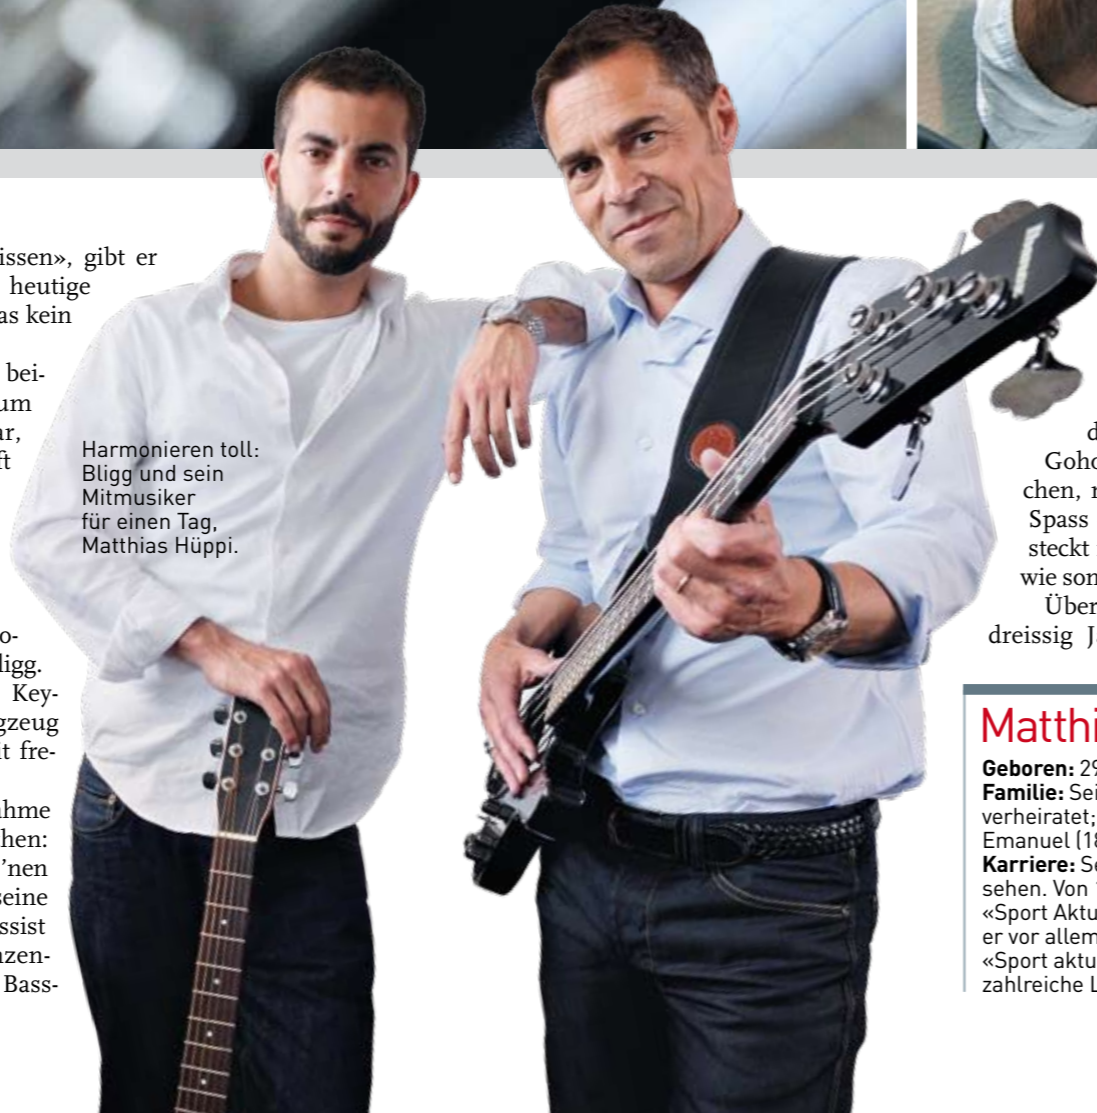 issen», gibt er
heutige
as kein
bei-
um
ar,
ft
Harmonieren toll:
Bligg und sein
Mitmusiker
für einen Tag,
Matthias Hüppi.
o-
ligg.
Key-
gzeug
it fre-
ahme
hen:
'nen
seine
ssist
nzen-
Bass-
d
Goho
chen, r
Spass
steckt
wie son
Über
dreissig J
Matthi
Geboren: 29
Familie: Sei
verheiratet;
Emanuel (18
Karriere: Se
sehen. Von 1
«Sport Aktu
er vor allem
«Sport aktu
zahlreiche L